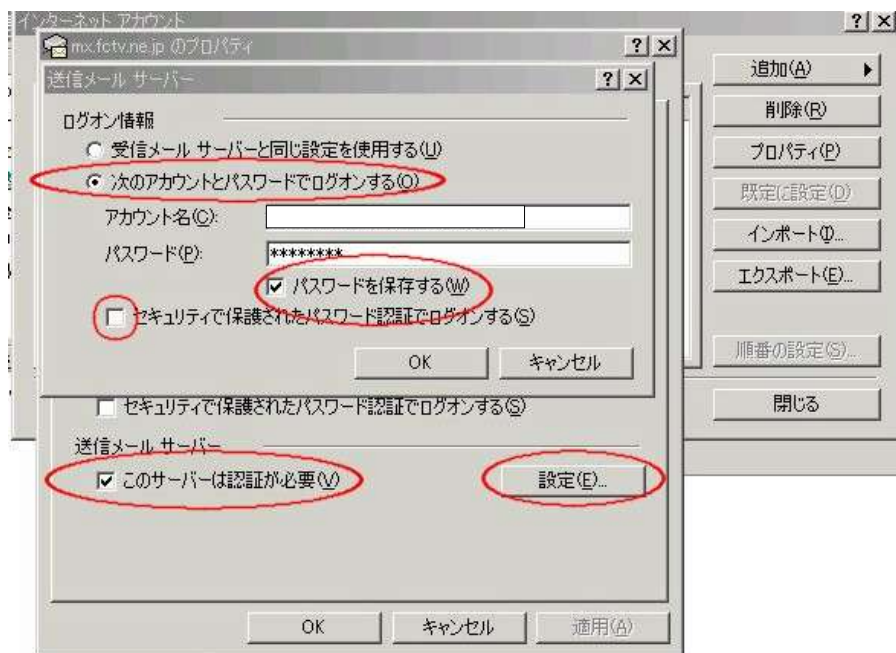 インターネット アカウント
mx.fctv.ne.jp のプロパティ
送信メール サーバー
ログオン情報
受信メール サーバーと同じ設定を使用する(U)
次のアカウントとパスワードでログオンする(O)
アカウント名(C):
パスワード(P):
********
パスワードを保存する(W)
セキュリティで保護されたパスワード認証でログオンする(S)
OK
キャンセル
セキュリティで保護されたパスワード認証でログオンする(S)
送信メール サーバー
このサーバーは認証が必要(V)
設定(E)...
OK
キャンセル
適用(A)
追加(A)
削除(R)
プロパティ(P)
既定に設定(D)
インポート(I)...
エクスポート(E)...
順番の設定(S)...
閉じる